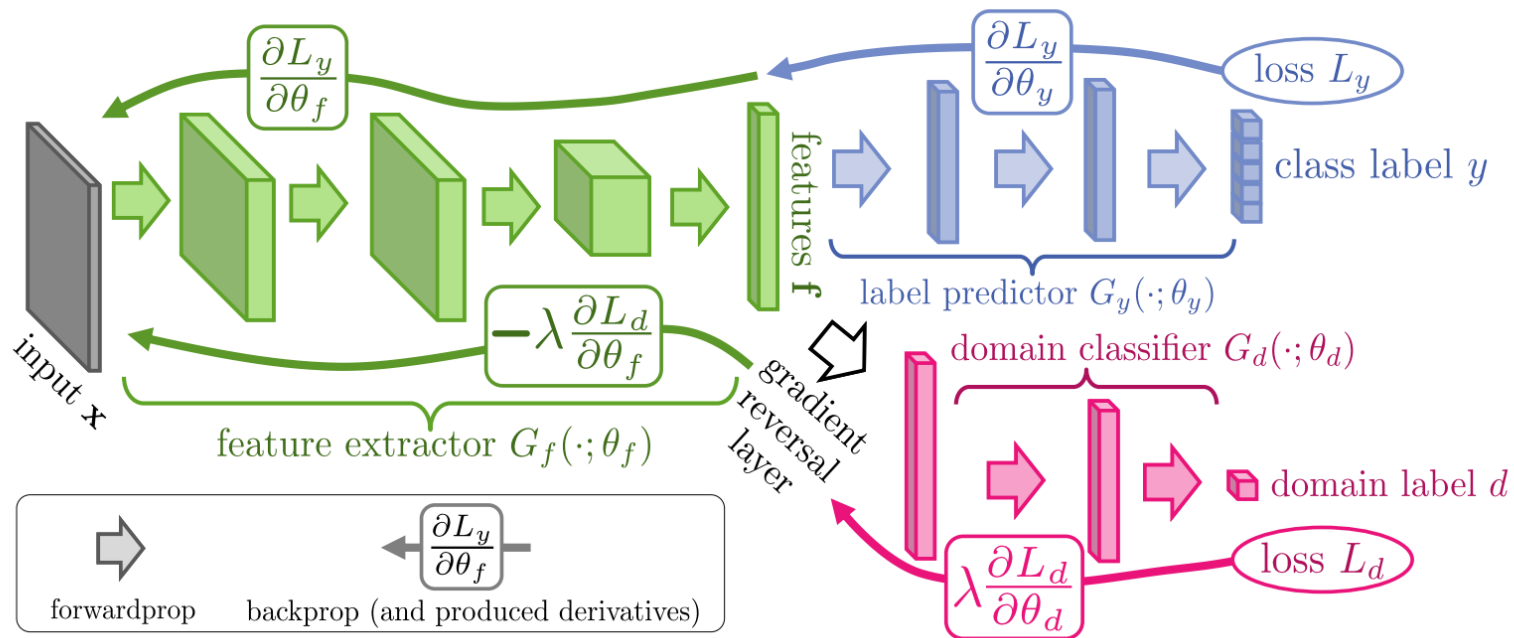 ∂L_y/∂θ_f
∂L_y/∂θ_y
loss L_y
features f
class label y
label predictor G_y(·; θ_y)
input x
−λ ∂L_d/∂θ_f
feature extractor G_f(·; θ_f)
gradient
reversal
layer
domain classifier G_d(·; θ_d)
domain label d
λ ∂L_d/∂θ_d
loss L_d
∂L_y/∂θ_f
forwardprop
backprop (and produced derivatives)